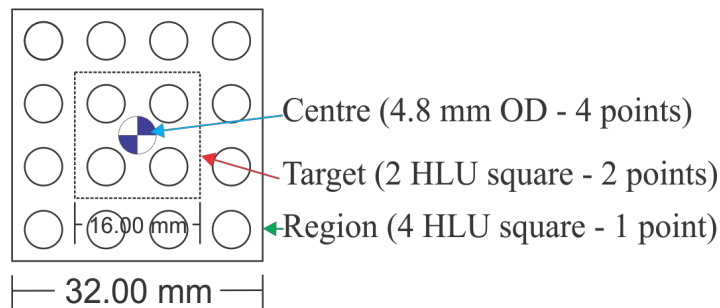 Centre (4.8 mm OD - 4 points)
Target (2 HLU square - 2 points)
16.00 mm
Region (4 HLU square - 1 point)
32.00 mm